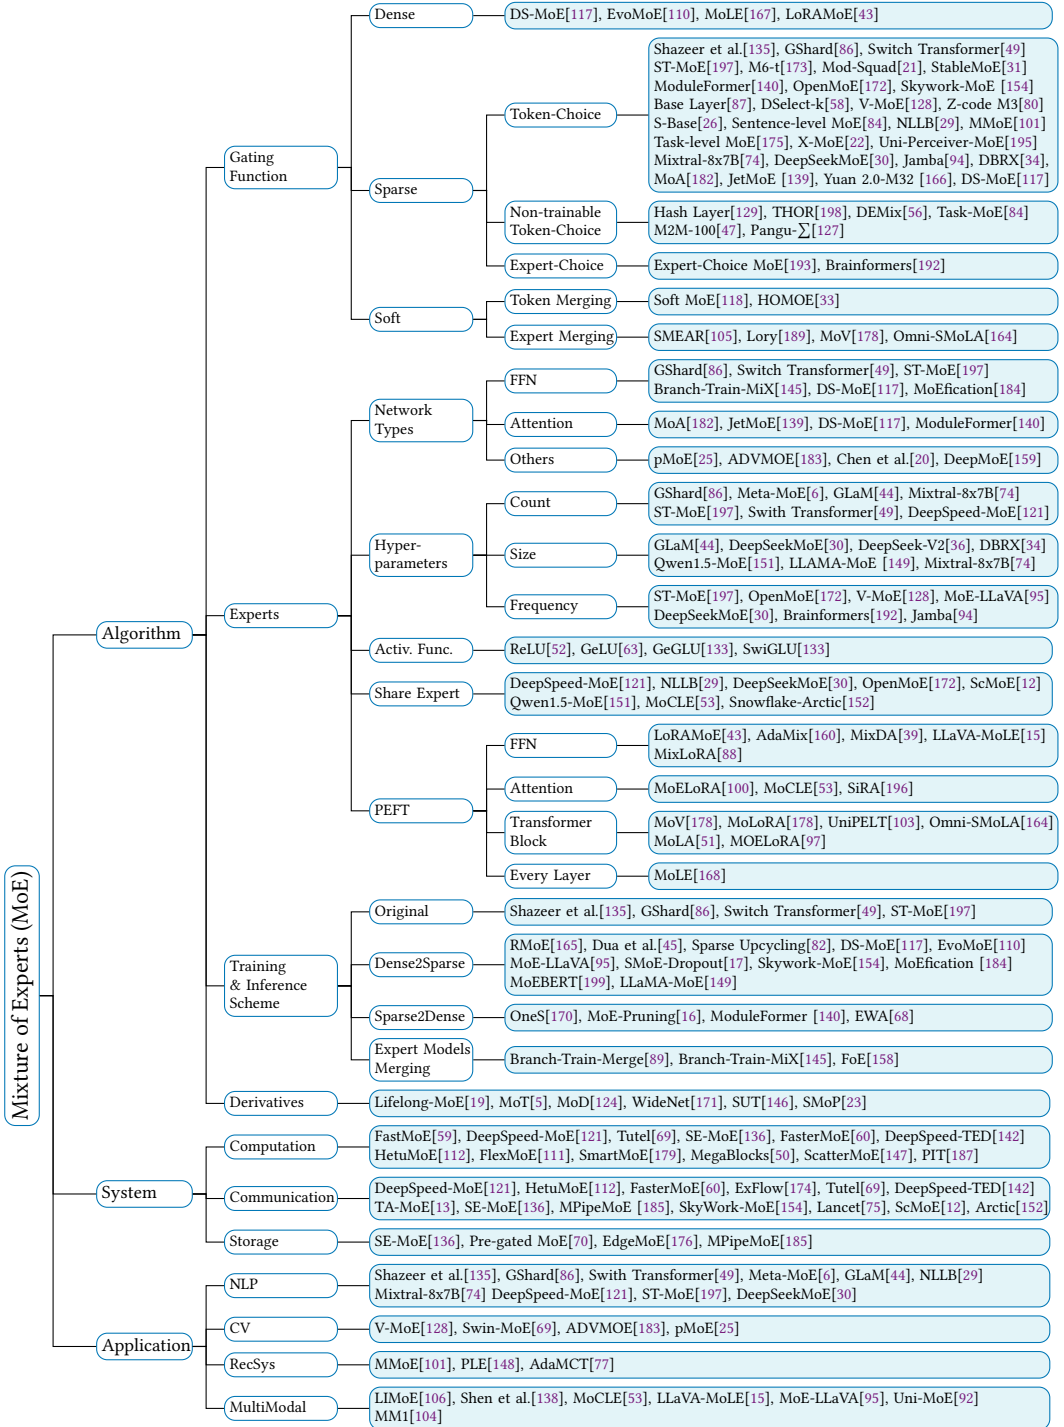 Mixture of Experts (MoE)
Algorithm
Gating
Function
Dense
DS-MoE[117], EvoMoE[110], MoLE[167], LoRAMoE[43]
Sparse
Token-Choice
Shazeer et al.[135], GShard[86], Switch Transformer[49]
ST-MoE[197], M6-t[173], Mod-Squad[21], StableMoE[31]
ModuleFormer[140], OpenMoE[172], Skywork-MoE [154]
Base Layer[87], DSelect-k[58], V-MoE[128], Z-code M3[80]
S-Base[26], Sentence-level MoE[84], NLLB[29], MMoE[101]
Task-level MoE[175], X-MoE[22], Uni-Perceiver-MoE[195]
Mixtral-8x7B[74], DeepSeekMoE[30], Jamba[94], DBRX[34],
MoA[182], JetMoE [139], Yuan 2.0-M32 [166], DS-MoE[117]
Non-trainable
Token-Choice
Hash Layer[129], THOR[198], DEMix[56], Task-MoE[84]
M2M-100[47], Pangu-∑[127]
Expert-Choice
Expert-Choice MoE[193], Brainformers[192]
Soft
Token Merging
Soft MoE[118], HOMOE[33]
Expert Merging
SMEAR[105], Lory[189], MoV[178], Omni-SMoLA[164]
Experts
Network
Types
FFN
GShard[86], Switch Transformer[49], ST-MoE[197]
Branch-Train-MiX[145], DS-MoE[117], MoEfication[184]
Attention
MoA[182], JetMoE[139], DS-MoE[117], ModuleFormer[140]
Others
pMoE[25], ADVMOE[183], Chen et al.[20], DeepMoE[159]
Hyper-
parameters
Count
GShard[86], Meta-MoE[6], GLaM[44], Mixtral-8x7B[74]
ST-MoE[197], Swith Transformer[49], DeepSpeed-MoE[121]
Size
GLaM[44], DeepSeekMoE[30], DeepSeek-V2[36], DBRX[34]
Qwen1.5-MoE[151], LLAMA-MoE [149], Mixtral-8x7B[74]
Frequency
ST-MoE[197], OpenMoE[172], V-MoE[128], MoE-LLaVA[95]
DeepSeekMoE[30], Brainformers[192], Jamba[94]
Activ. Func.
ReLU[52], GeLU[63], GeGLU[133], SwiGLU[133]
Share Expert
DeepSpeed-MoE[121], NLLB[29], DeepSeekMoE[30], OpenMoE[172], ScMoE[12]
Qwen1.5-MoE[151], MoCLE[53], Snowflake-Arctic[152]
PEFT
FFN
LoRAMoE[43], AdaMix[160], MixDA[39], LLaVA-MoLE[15]
MixLoRA[88]
Attention
MoELoRA[100], MoCLE[53], SiRA[196]
Transformer
Block
MoV[178], MoLoRA[178], UniPELT[103], Omni-SMoLA[164]
MoLA[51], MOELoRA[97]
Every Layer
MoLE[168]
Training
& Inference
Scheme
Original
Shazeer et al.[135], GShard[86], Switch Transformer[49], ST-MoE[197]
Dense2Sparse
RMoE[165], Dua et al.[45], Sparse Upcycling[82], DS-MoE[117], EvoMoE[110]
MoE-LLaVA[95], SMoE-Dropout[17], Skywork-MoE[154], MoEfication [184]
MoEBERT[199], LLaMA-MoE[149]
Sparse2Dense
OneS[170], MoE-Pruning[16], ModuleFormer [140], EWA[68]
Expert Models
Merging
Branch-Train-Merge[89], Branch-Train-MiX[145], FoE[158]
Derivatives
Lifelong-MoE[19], MoT[5], MoD[124], WideNet[171], SUT[146], SMoP[23]
System
Computation
FastMoE[59], DeepSpeed-MoE[121], Tutel[69], SE-MoE[136], FasterMoE[60], DeepSpeed-TED[142]
HetuMoE[112], FlexMoE[111], SmartMoE[179], MegaBlocks[50], ScatterMoE[147], PIT[187]
Communication
DeepSpeed-MoE[121], HetuMoE[112], FasterMoE[60], ExFlow[174], Tutel[69], DeepSpeed-TED[142]
TA-MoE[13], SE-MoE[136], MPipeMoE [185], SkyWork-MoE[154], Lancet[75], ScMoE[12], Arctic[152]
Storage
SE-MoE[136], Pre-gated MoE[70], EdgeMoE[176], MPipeMoE[185]
Application
NLP
Shazeer et al.[135], GShard[86], Swith Transformer[49], Meta-MoE[6], GLaM[44], NLLB[29]
Mixtral-8x7B[74] DeepSpeed-MoE[121], ST-MoE[197], DeepSeekMoE[30]
CV
V-MoE[128], Swin-MoE[69], ADVMOE[183], pMoE[25]
RecSys
MMoE[101], PLE[148], AdaMCT[77]
MultiModal
LIMoE[106], Shen et al.[138], MoCLE[53], LLaVA-MoLE[15], MoE-LLaVA[95], Uni-MoE[92]
MM1[104]